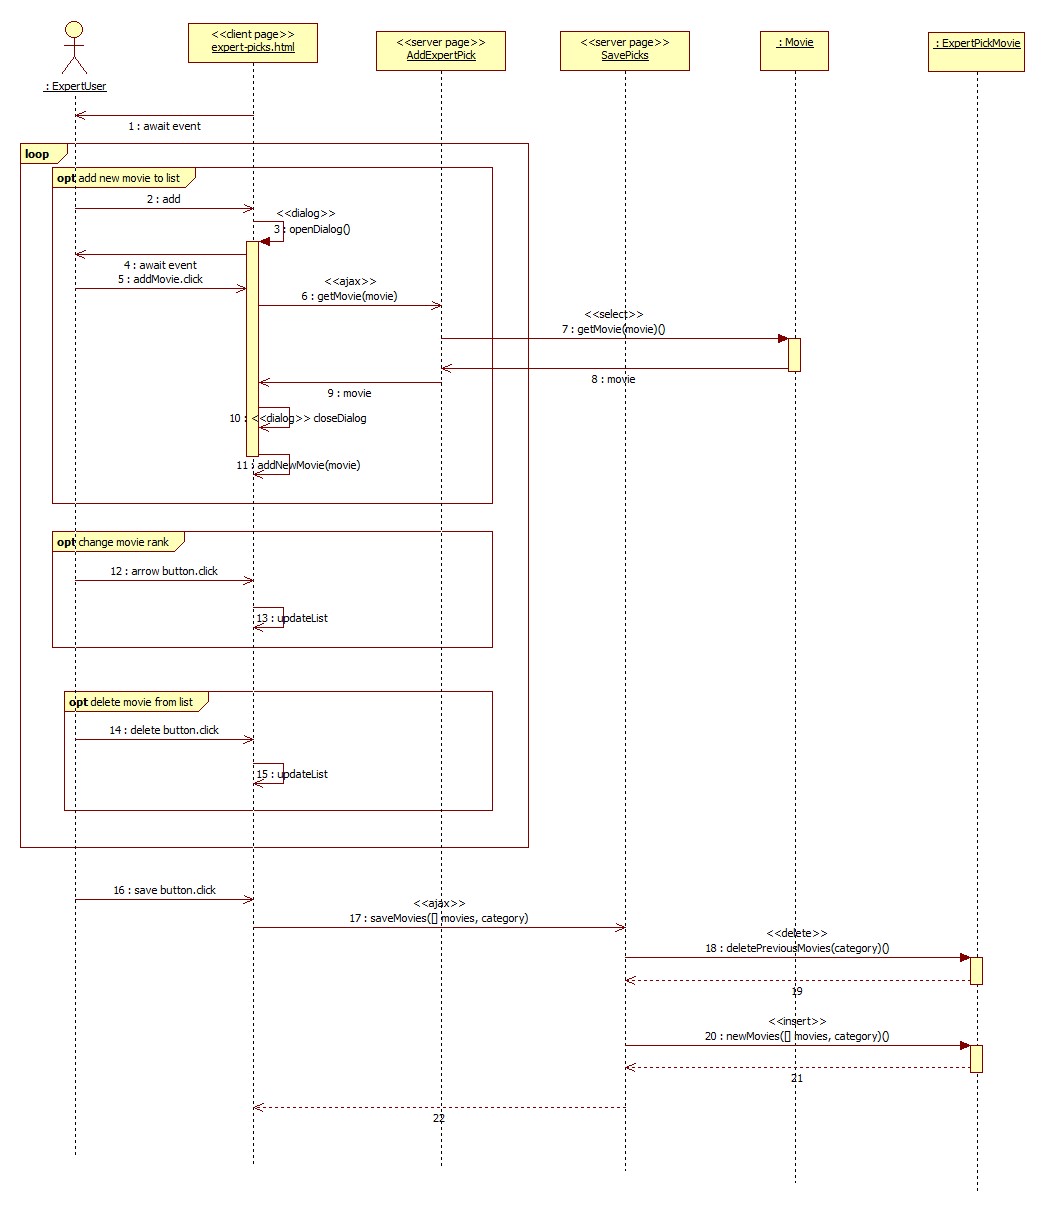 <<client page>>
expert-picks.html
<<server page>>
AddExpertPick
<<server page>>
SavePicks
: Movie
: ExpertPickMovie
: ExpertUser
1 : await event
loop
opt add new movie to list
2 : add
<<dialog>>
3 : openDialog()
4 : await event
5 : addMovie.click
<<ajax>>
6 : getMovie(movie)
<<select>>
7 : getMovie(movie)()
8 : movie
9 : movie
10 : <<dialog>> closeDialog
11 : addNewMovie(movie)
opt change movie rank
12 : arrow button.click
13 : updateList
opt delete movie from list
14 : delete button.click
15 : updateList
16 : save button.click
<<ajax>>
17 : saveMovies([] movies, category)
<<delete>>
18 : deletePreviousMovies(category)()
19
<<insert>>
20 : newMovies([] movies, category)()
21
22